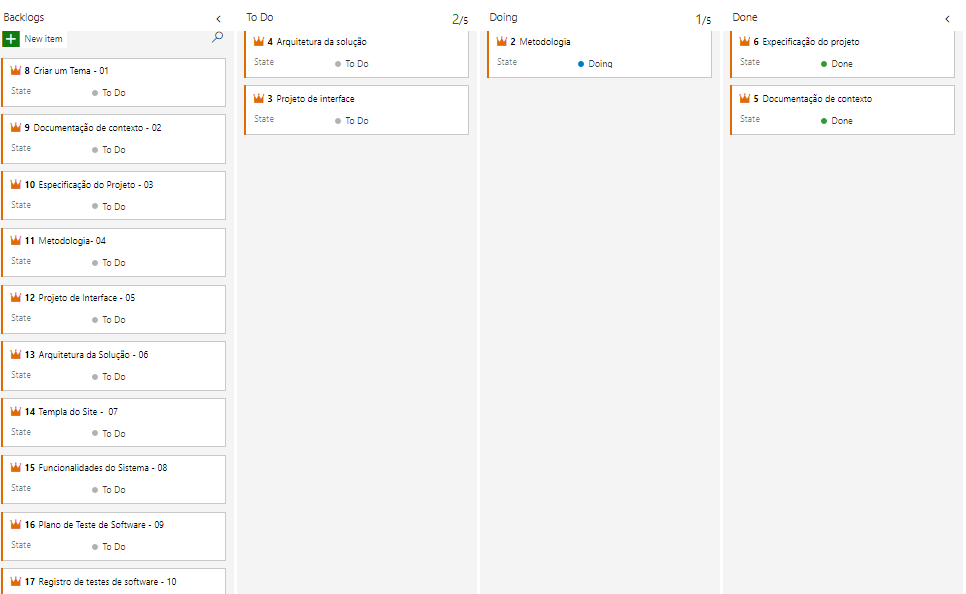 Backlogs
New item
8 Criar um Tema - 01
State To Do
9 Documentação de contexto - 02
State To Do
10 Especificação do Projeto - 03
State To Do
11 Metodologia- 04
State To Do
12 Projeto de Interface - 05
State To Do
13 Arquitetura da Solução - 06
State To Do
14 Templa do Site - 07
State To Do
15 Funcionalidades do Sistema - 08
State To Do
16 Plano de Teste de Software - 09
State To Do
17 Registro de testes de software - 10
To Do 2/5
4 Arquitetura da solução
State To Do
3 Projeto de interface
State To Do
Doing 1/5
2 Metodologia
State Doing
Done
6 Expecificação do projeto
State Done
5 Documentação de contexto
State Done